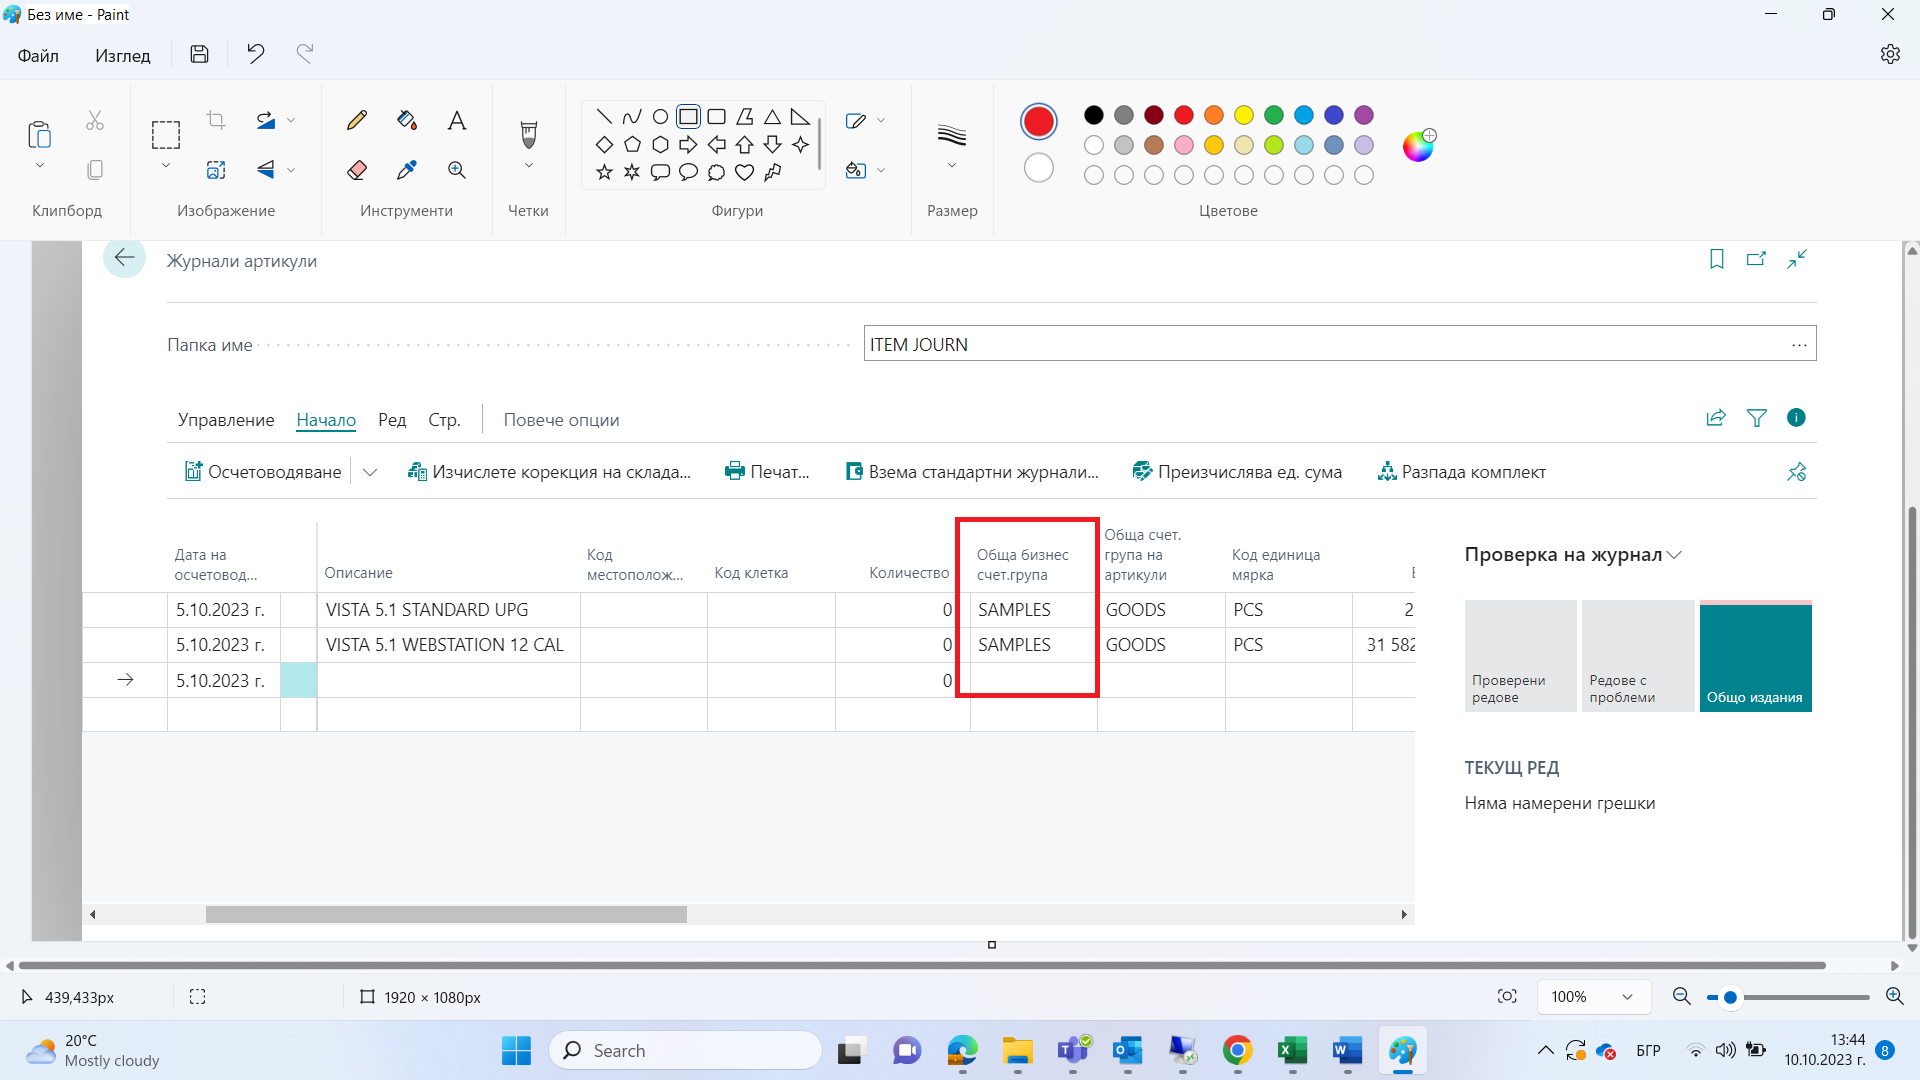 Без име - Paint
Файл Изглед
Клипборд Изображение Инструменти Четки Фигури Размер Цветове
Журнали артикули
Папка име ITEM JOURN ...
Управление Начало Ред Стр. Повече опции
Осчетоводяване Изчислете корекция на склада... Печат... Взема стандартни журнали... Преизчислява ед. сума Разпада комплект
Дата на осчетовод... Описание Код местополож... Код клетка Количество Обща бизнес счет.група Обща счет. група на артикули Код единица мярка
5.10.2023 г. VISTA 5.1 STANDARD UPG 0 SAMPLES GOODS PCS 2
5.10.2023 г. VISTA 5.1 WEBSTATION 12 CAL 0 SAMPLES GOODS PCS 31 582
5.10.2023 г. 0
Проверка на журнал
Проверени редове
Редове с проблеми
Общо издания
ТЕКУЩ РЕД
Няма намерени грешки
439,433px 1920 × 1080px 100%
20°C
Mostly cloudy
Search
БГР
13:44
10.10.2023 г.
8